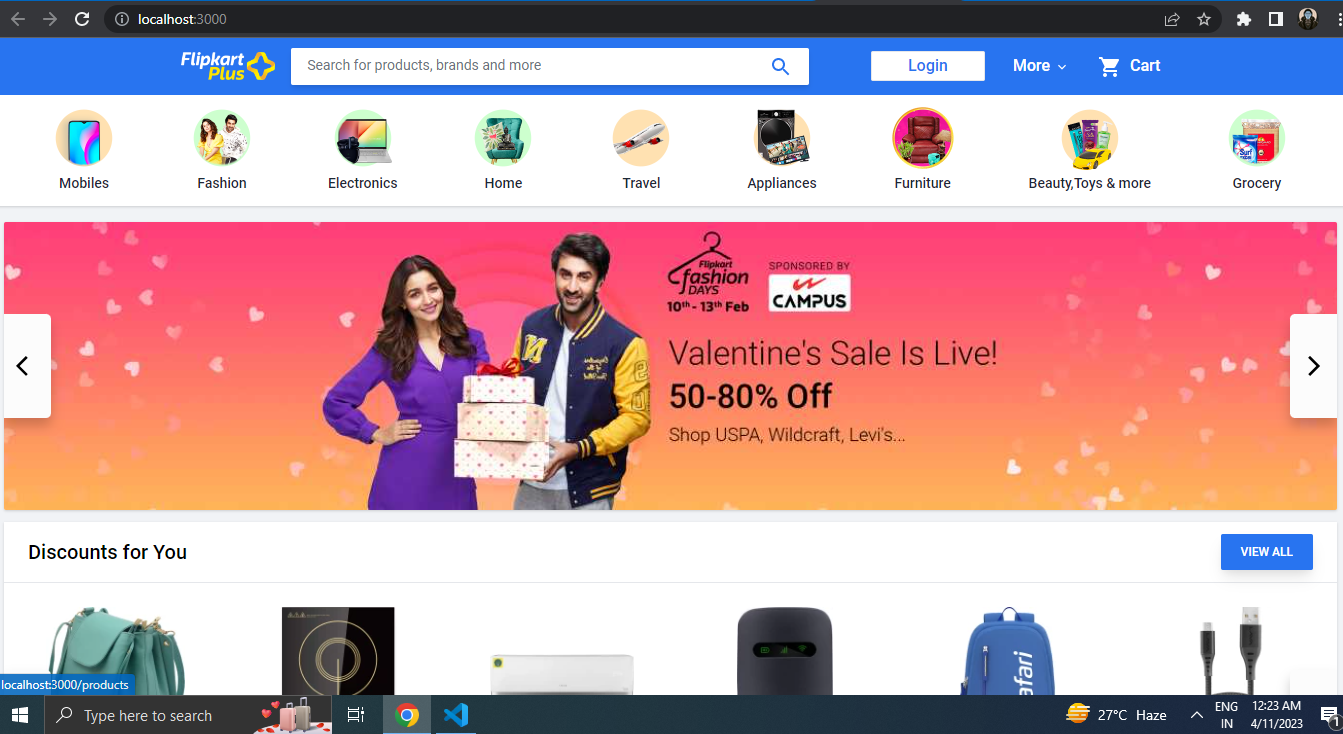 localhost:3000
Flipkart
Plus
Search for products, brands and more
Login
More
Cart
Mobiles
Fashion
Electronics
Home
Travel
Appliances
Furniture
Beauty,Toys & more
Grocery
Flipkart
fashion
DAYS
10th - 13th Feb
SPONSORED BY
CAMPUS
Valentine's Sale Is Live!
50-80% Off
Shop USPA, Wildcraft, Levi's...
Discounts for You
VIEW ALL
afari
localhost:3000/products
Type here to search
27°C Haze
ENG
IN
12:23 AM
4/11/2023
1